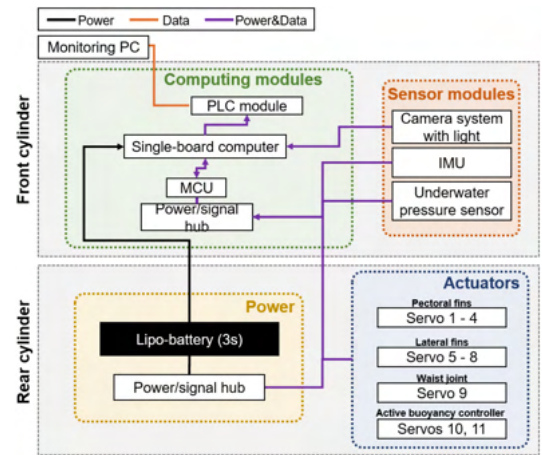 Power
Data
Power&Data
Monitoring PC
Front cylinder
Computing modules
PLC module
Single-board computer
MCU
Power/signal
hub
Sensor modules
Camera system
with light
IMU
Underwater
pressure sensor
Rear cylinder
Power
Lipo-battery (3s)
Power/signal hub
Actuators
Pectoral fins
Servo 1 - 4
Lateral fins
Servo 5 - 8
Waist joint
Servo 9
Active buoyancy controller
Servos 10, 11